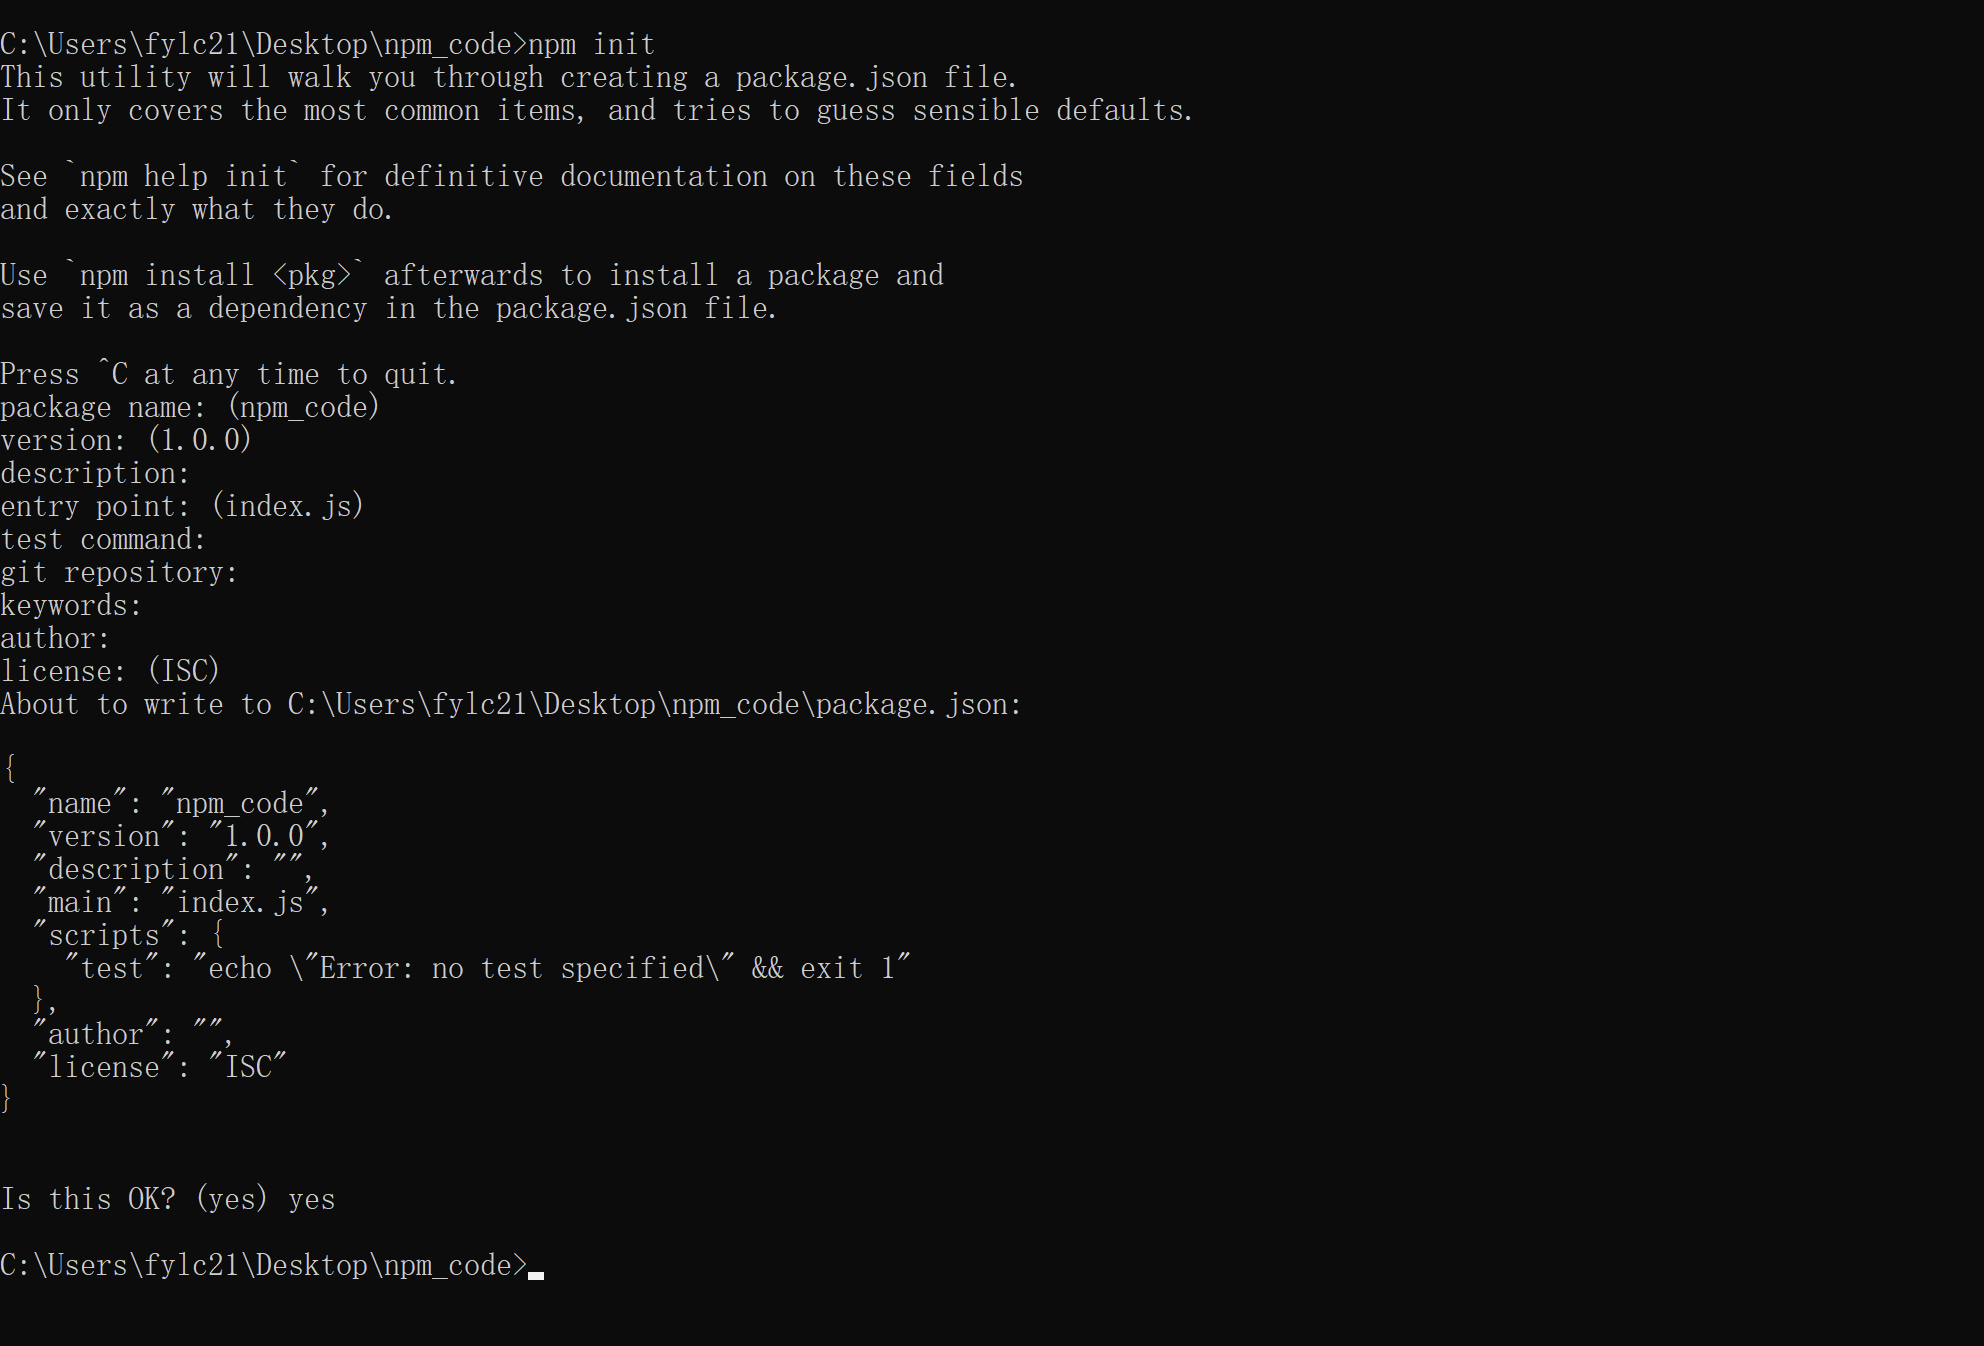 C:\Users\fylc21\Desktop\npm_code>npm init
This utility will walk you through creating a package.json file.
It only covers the most common items, and tries to guess sensible defaults.

See `npm help init` for definitive documentation on these fields
and exactly what they do.

Use `npm install <pkg>` afterwards to install a package and
save it as a dependency in the package.json file.

Press ^C at any time to quit.
package name: (npm_code)
version: (1.0.0)
description:
entry point: (index.js)
test command:
git repository:
keywords:
author:
license: (ISC)
About to write to C:\Users\fylc21\Desktop\npm_code\package.json:

{
  "name": "npm_code",
  "version": "1.0.0",
  "description": "",
  "main": "index.js",
  "scripts": {
    "test": "echo \"Error: no test specified\" && exit 1"
  },
  "author": "",
  "license": "ISC"
}

Is this OK? (yes) yes

C:\Users\fylc21\Desktop\npm_code>